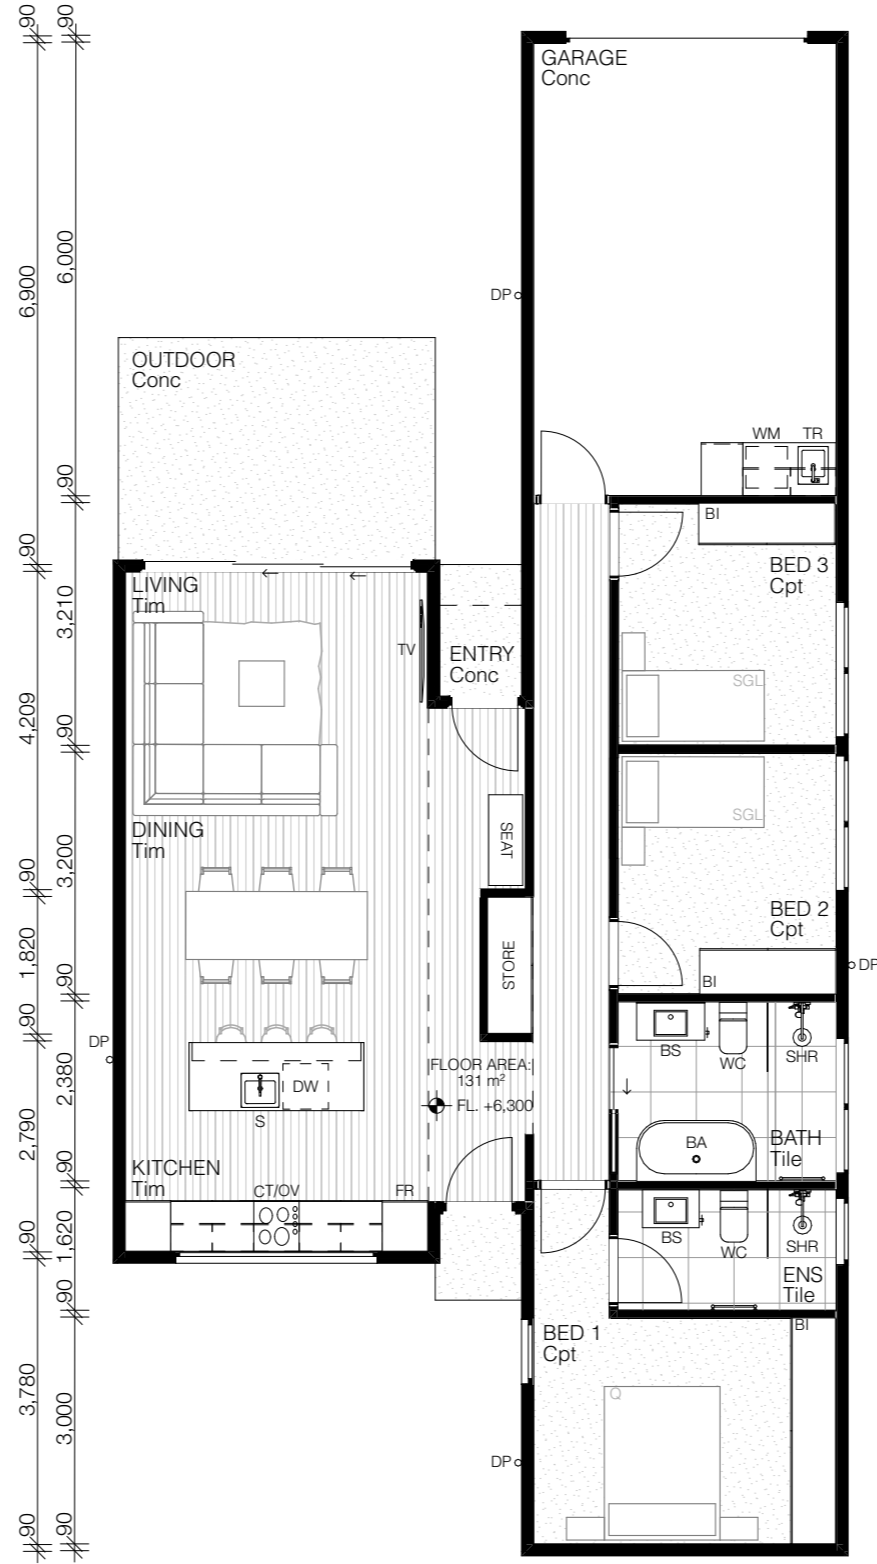 ,90
,90
6,900
6,000
,90
,90
3,210
4,209
,90
3,200
,90
1,820
,90
,90
2,380
2,790
,90
,90
1,620
,90
3,780
3,000
,90
,90
GARAGE
Conc
DP
WM TR
OUTDOOR
Conc
BI
BED 3
Cpt
SGL
LIVING
Tim
TV
ENTRY
Conc
DINING
Tim
SEAT
SGL
BED 2
Cpt
BI
DP
STORE
DP
BS
WC
SHR
FLOOR AREA:
131 m²
FL. +6,300
DW
S
BA
BATH
Tile
KITCHEN
Tim
CT/OV
FR
BS
WC
SHR
ENS
Tile
BI
BED 1
Cpt
Q
DP